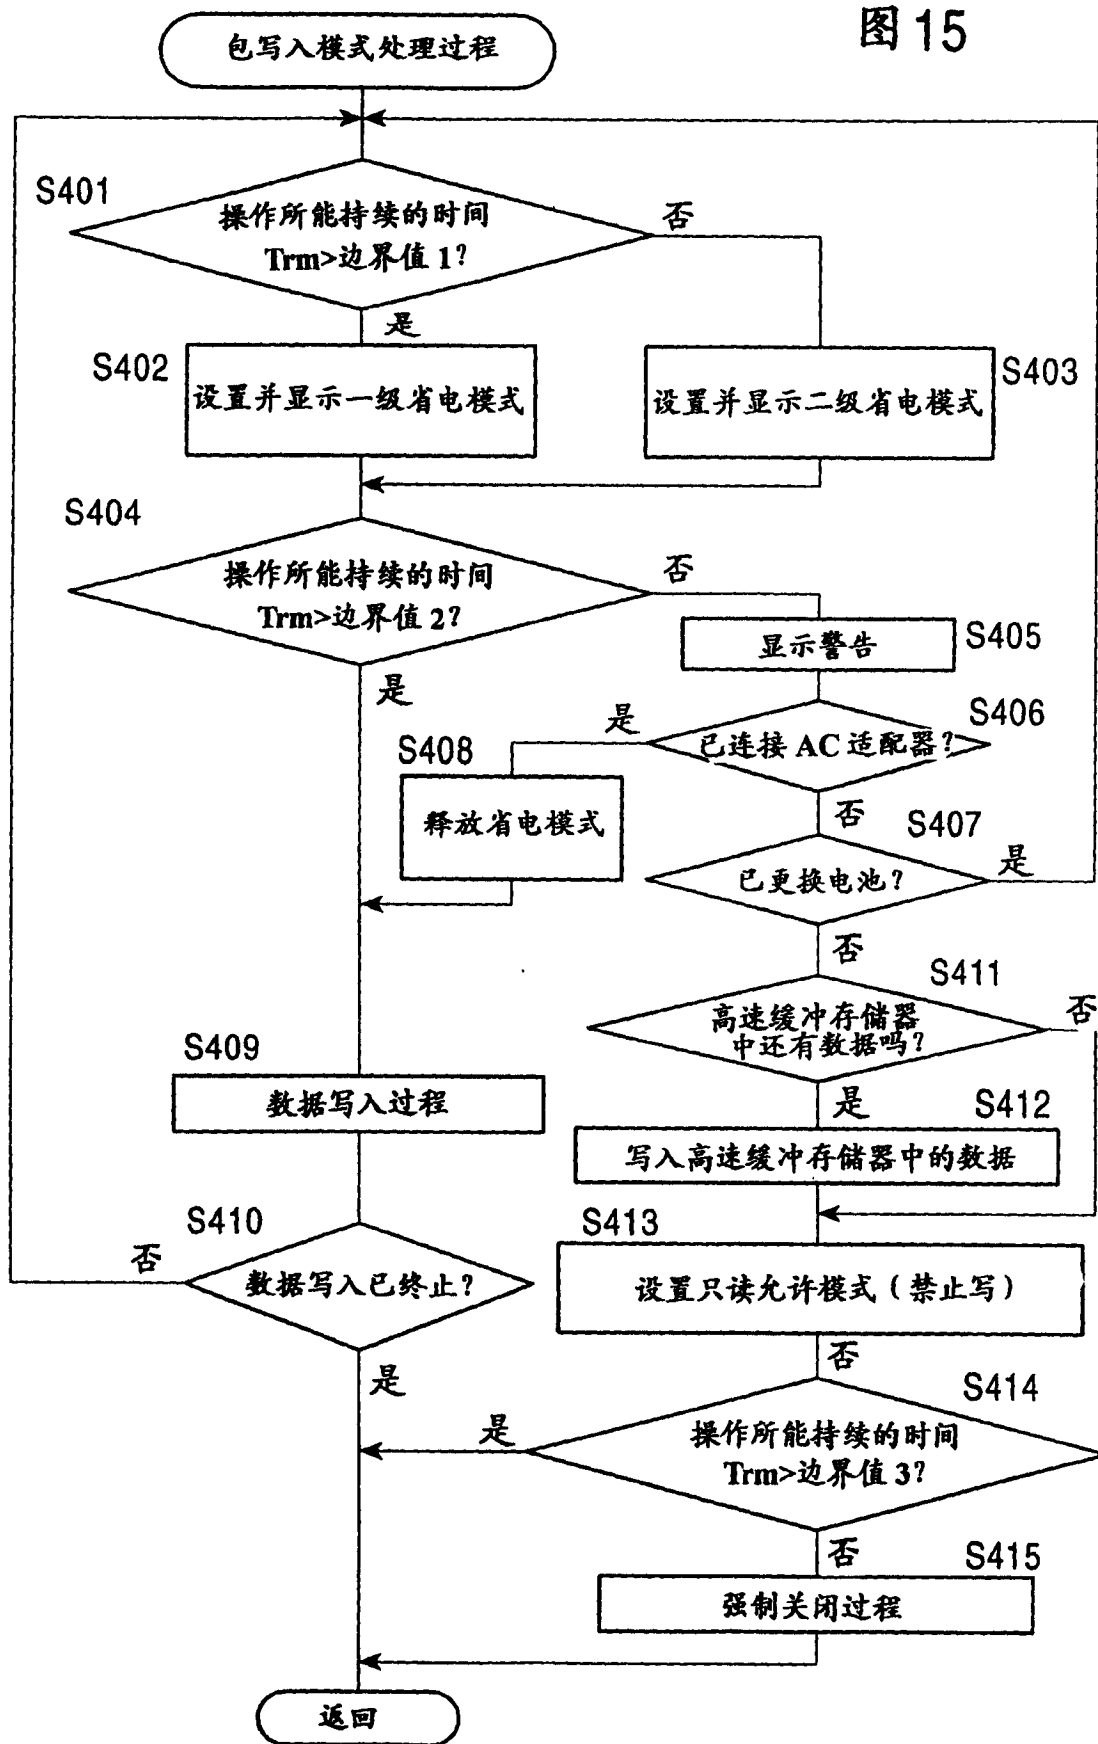 图 15
包写入模式处理过程
S401
操作所能持续的时间
Trm>边界值 1?
否
是
S402
设置并显示一级省电模式
S403
设置并显示二级省电模式
S404
操作所能持续的时间
Trm>边界值 2?
否
是
S405
显示警告
S406
已连接 AC 适配器?
是
否
S408
释放省电模式
S407
已更换电池?
是
否
S411
高速缓冲存储器
中还有数据吗?
否
是
S409
数据写入过程
S412
写入高速缓冲存储器中的数据
S410
数据写入已终止?
否
是
S413
设置只读允许模式（禁止写）
否
S414
操作所能持续的时间
Trm>边界值 3?
是
否
S415
强制关闭过程
返回